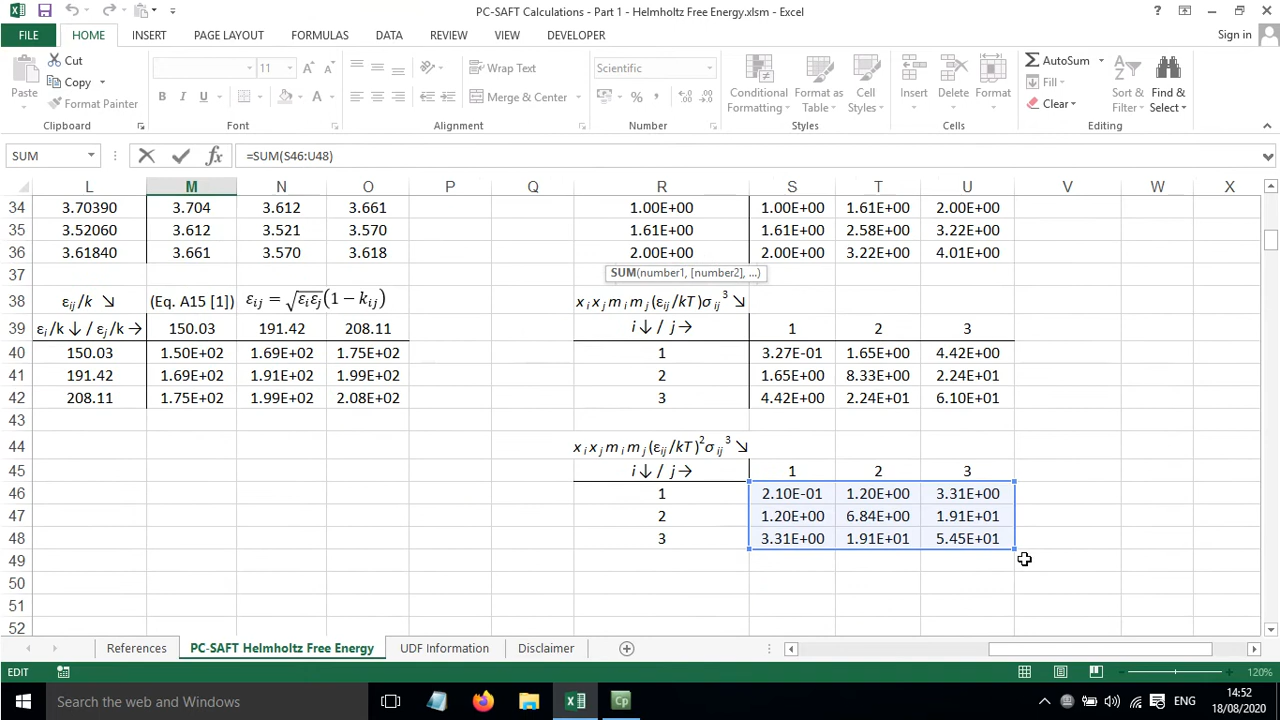 PC-SAFT Calculations - Part 1 - Helmholtz Free Energy.xlsm - Excel
Sign in
FILE HOME INSERT PAGE LAYOUT FORMULAS DATA REVIEW VIEW DEVELOPER
Paste Cut Copy Format Painter
11
Wrap Text
Merge & Center
Scientific
Conditional Formatting
Format as Table
Cell Styles
Insert Delete Format
AutoSum
Fill
Clear
Sort & Filter
Find & Select
Clipboard Font Alignment Number Styles Cells Editing
SUM =SUM(S46:U48)
L M N O P Q R S T U V W X
34 3.70390 3.704 3.612 3.661 1.00E+00 1.00E+00 1.61E+00 2.00E+00
35 3.52060 3.612 3.521 3.570 1.61E+00 1.61E+00 2.58E+00 3.22E+00
36 3.61840 3.661 3.570 3.618 2.00E+00 2.00E+00 3.22E+00 4.01E+00
37 SUM(number1, [number2], ...)
38 εij/k ↘ (Eq. A15 [1]) εij = √εiεj(1 − kij) xixjmimj(εij/kT)σij³ ↘
39 εi/k ↓ / εj/k → 150.03 191.42 208.11 i ↓ / j → 1 2 3
40 150.03 1.50E+02 1.69E+02 1.75E+02 1 3.27E-01 1.65E+00 4.42E+00
41 191.42 1.69E+02 1.91E+02 1.99E+02 2 1.65E+00 8.33E+00 2.24E+01
42 208.11 1.75E+02 1.99E+02 2.08E+02 3 4.42E+00 2.24E+01 6.10E+01
43
44 xixjmimj(εij/kT)²σij³ ↘
45 i ↓ / j → 1 2 3
46 1 2.10E-01 1.20E+00 3.31E+00
47 2 1.20E+00 6.84E+00 1.91E+01
48 3 3.31E+00 1.91E+01 5.45E+01
49
50
51
52
References PC-SAFT Helmholtz Free Energy UDF Information Disclaimer
EDIT 120%
Search the web and Windows
Cp
ENG
14:52
18/08/2020